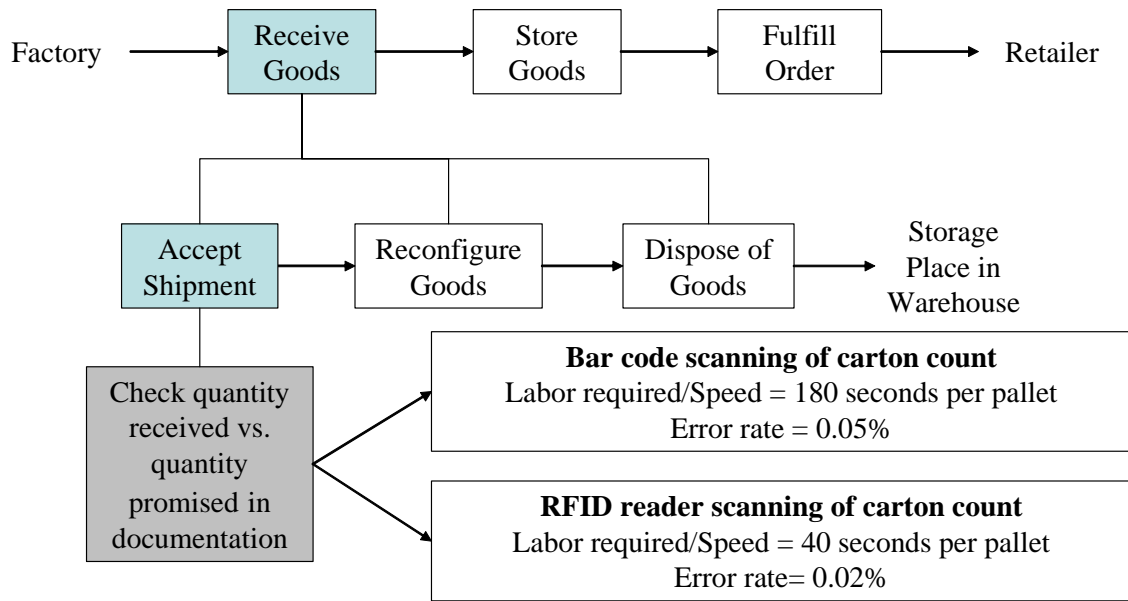 Factory
Receive
Goods
Store
Goods
Fulfill
Order
Retailer
Accept
Shipment
Reconfigure
Goods
Dispose of
Goods
Storage
Place in
Warehouse
Check quantity
received vs.
quantity
promised in
documentation
Bar code scanning of carton count
Labor required/Speed = 180 seconds per pallet
Error rate = 0.05%
RFID reader scanning of carton count
Labor required/Speed = 40 seconds per pallet
Error rate= 0.02%